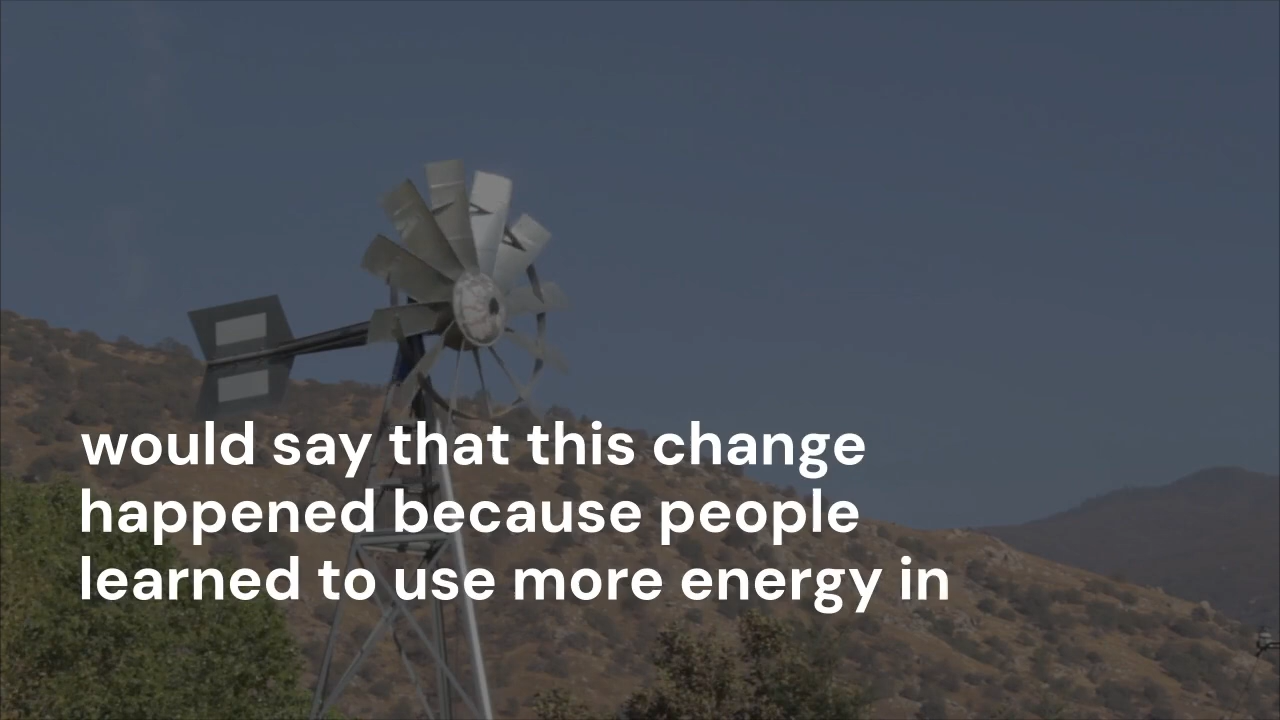 would say that this change
happened because people
learned to use more energy in